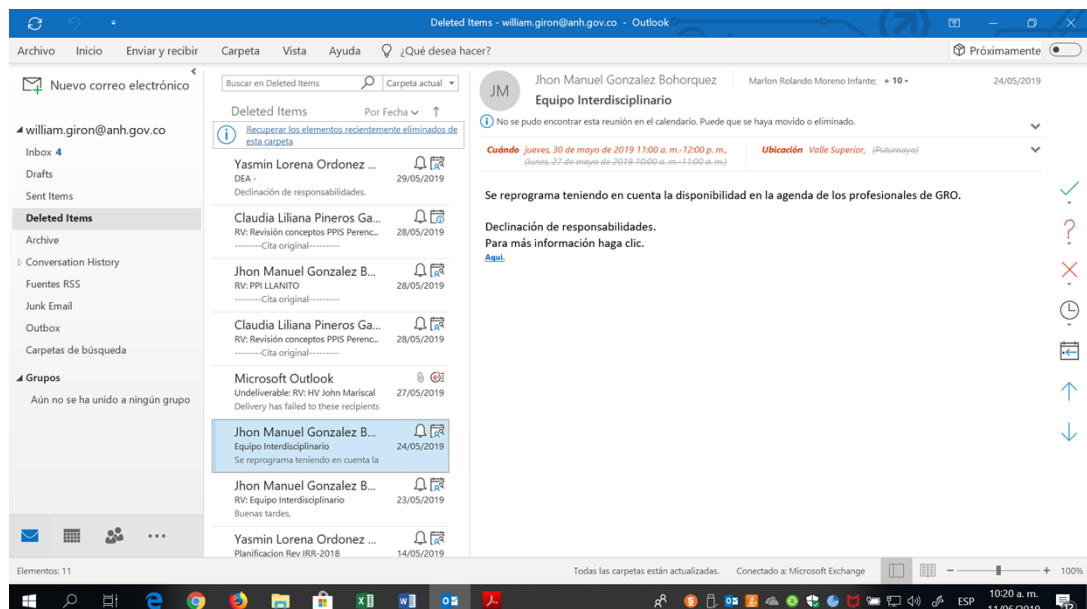 Deleted Items - william.giron@anh.gov.co - Outlook
Archivo Inicio Enviar y recibir Carpeta Vista Ayuda ¿Qué desea hacer? Próximamente
Nuevo correo electrónico
william.giron@anh.gov.co
Inbox 4
Drafts
Sent Items
Deleted Items
Archive
Conversation History
Fuentes RSS
Junk Email
Outbox
Carpetas de búsqueda
Grupos
Aún no se ha unido a ningún grupo
Buscar en Deleted Items Carpeta actual
Deleted Items Por Fecha
Recuperar los elementos recientemente eliminados de
esta carpeta
Yasmin Lorena Ordonez ...
DEA - 29/05/2019
Declinación de responsabilidades.
Claudia Liliana Pineros Ga...
RV: Revisión conceptos PPIS Perenc... 28/05/2019
--------Cita original---------
Jhon Manuel Gonzalez B...
RV: PPI LLANITO 28/05/2019
--------Cita original---------
Claudia Liliana Pineros Ga...
RV: Revisión conceptos PPIS Perenc... 28/05/2019
--------Cita original---------
Microsoft Outlook
Undeliverable: RV: HV John Mariscal 27/05/2019
Delivery has failed to these recipients
Jhon Manuel Gonzalez B...
Equipo Interdisciplinario 24/05/2019
Se reprograma teniendo en cuenta la
Jhon Manuel Gonzalez B...
RV: Equipo Interdisciplinario 23/05/2019
Buenas tardes,
Yasmin Lorena Ordonez ...
Planificacion Rev IRR-2018 14/05/2019
JM
Jhon Manuel Gonzalez Bohorquez Marlon Rolando Moreno Infante; + 10 24/05/2019
Equipo Interdisciplinario
No se pudo encontrar esta reunión en el calendario. Puede que se haya movido o eliminado.
Cuándo jueves, 30 de mayo de 2019 11:00 a. m.-12:00 p. m., Ubicación Valle Superior, (Putumayo)
(lunes, 27 de mayo de 2019 10:00 a. m.-11:00 a. m.)
Se reprograma teniendo en cuenta la disponibilidad en la agenda de los profesionales de GRO.
Declinación de responsabilidades.
Para más información haga clic.
Aquí.
Elementos: 11 Todas las carpetas están actualizadas. Conectado a: Microsoft Exchange 100%
ESP 10:20 a. m.
11/06/2019